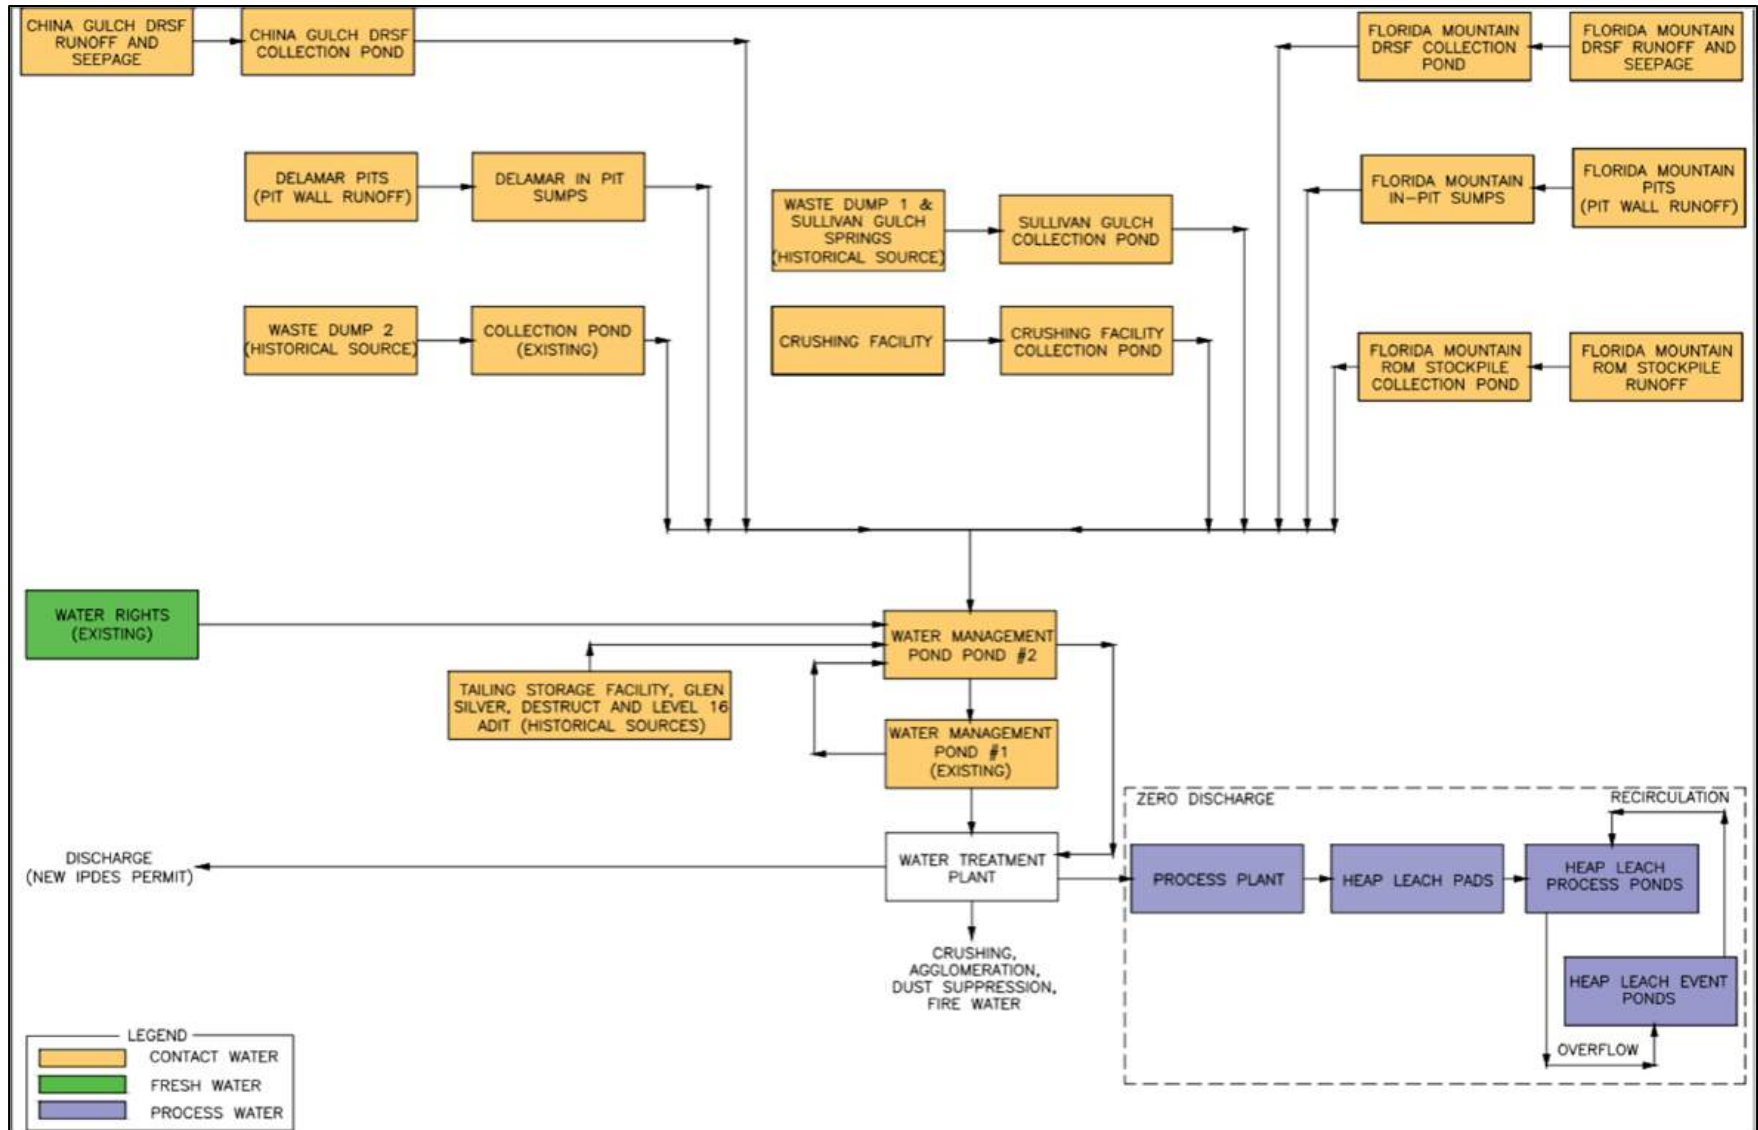 CHINA GULCH DRSF
RUNOFF AND
SEEPAGE
CHINA GULCH DRSF
COLLECTION POND
FLORIDA MOUNTAIN
DRSF COLLECTION
POND
FLORIDA MOUNTAIN
DRSF RUNOFF AND
SEEPAGE
DELAMAR PITS
(PIT WALL RUNOFF)
DELAMAR IN PIT
SUMPS
WASTE DUMP 1 &
SULLIVAN GULCH
SPRINGS
(HISTORICAL SOURCE)
SULLIVAN GULCH
COLLECTION POND
FLORIDA MOUNTAIN
IN-PIT SUMPS
FLORIDA MOUNTAIN
PITS
(PIT WALL RUNOFF)
WASTE DUMP 2
(HISTORICAL SOURCE)
COLLECTION POND
(EXISTING)
CRUSHING FACILITY
CRUSHING FACILITY
COLLECTION POND
FLORIDA MOUNTAIN
ROM STOCKPILE
COLLECTION POND
FLORIDA MOUNTAIN
ROM STOCKPILE
RUNOFF
WATER RIGHTS
(EXISTING)
WATER MANAGEMENT
POND POND #2
TAILING STORAGE FACILITY, GLEN
SILVER, DESTRUCT AND LEVEL 16
ADIT (HISTORICAL SOURCES)
WATER MANAGEMENT
POND #1
(EXISTING)
ZERO DISCHARGE
RECIRCULATION
DISCHARGE
(NEW IPDES PERMIT)
WATER TREATMENT
PLANT
PROCESS PLANT
HEAP LEACH PADS
HEAP LEACH
PROCESS PONDS
CRUSHING,
AGGLOMERATION,
DUST SUPPRESSION,
FIRE WATER
HEAP LEACH EVENT
PONDS
OVERFLOW
LEGEND
CONTACT WATER
FRESH WATER
PROCESS WATER